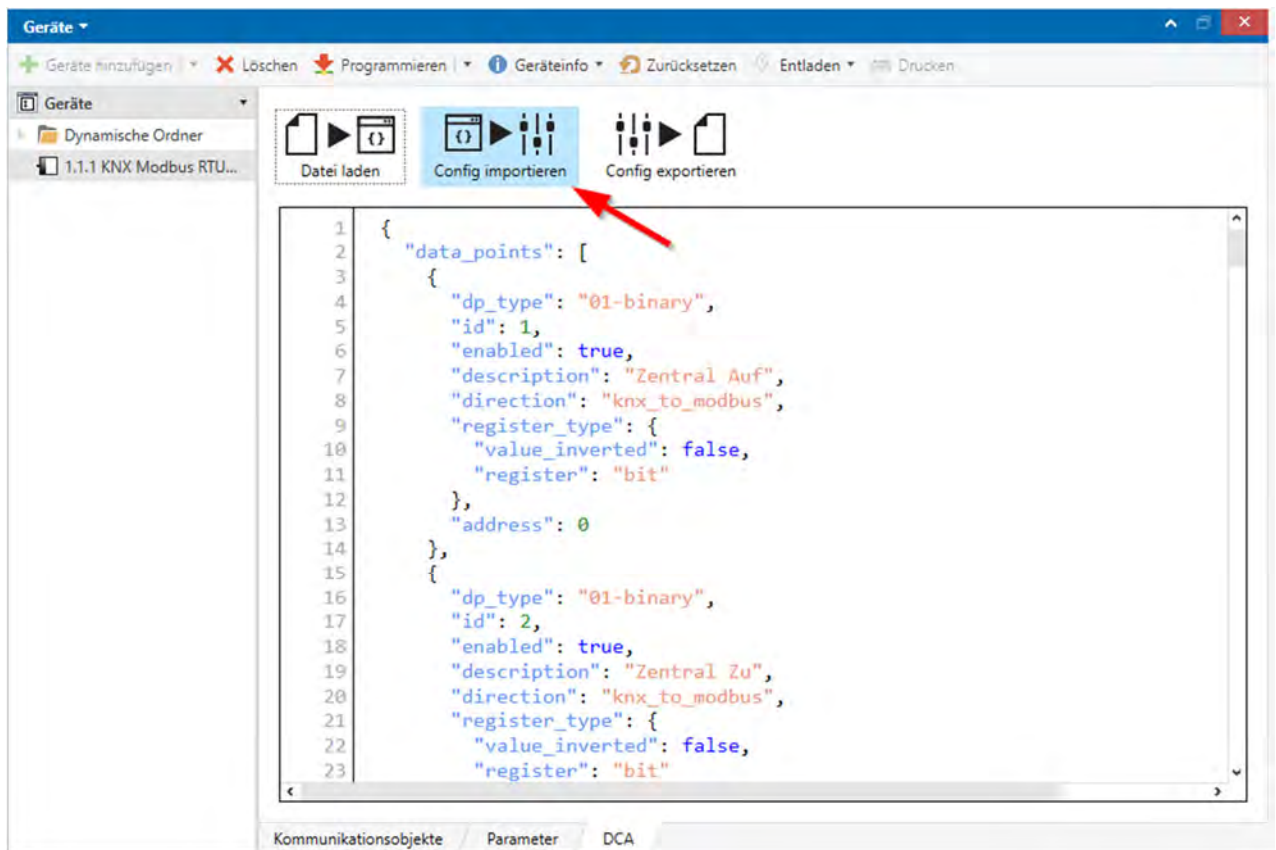 Geräte
Geräte hinzufügen Löschen Programmieren Geräteinfo Zurücksetzen Entladen Drucken
Geräte
Dynamische Ordner
1.1.1 KNX Modbus RTU...
{} {}
Datei laden Config importieren Config exportieren
1 {
2 "data_points": [
3 {
4 "dp_type": "01-binary",
5 "id": 1,
6 "enabled": true,
7 "description": "Zentral Auf",
8 "direction": "knx_to_modbus",
9 "register_type": {
10 "value_inverted": false,
11 "register": "bit"
12 },
13 "address": 0
14 },
15 {
16 "dp_type": "01-binary",
17 "id": 2,
18 "enabled": true,
19 "description": "Zentral Zu",
20 "direction": "knx_to_modbus",
21 "register_type": {
22 "value_inverted": false,
23 "register": "bit"
Kommunikationsobjekte Parameter DCA